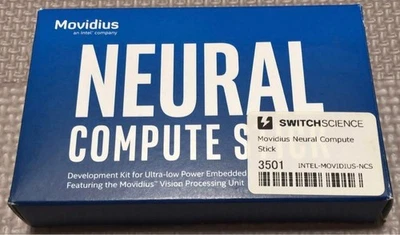 Movidius
an Intel company
NEURAL
COMPUTE S
Development Kit for Ultra-low Power Embedded
Featuring the Movidius™ Vision Processing Unit
SWITCHSCIENCE
Movidius Neural Compute
Stick
3501 INTEL-MOVIDIUS-NCS